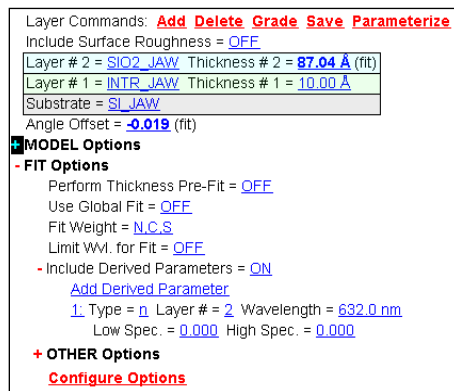 Layer Commands: Add Delete Grade Save Parameterize
Include Surface Roughness = OFF
Layer # 2 = SIO2_JAW Thickness # 2 = 87.04 Å (fit)
Layer # 1 = INTR_JAW Thickness # 1 = 10.00 Å
Substrate = SI_JAW
Angle Offset = -0.019 (fit)
+ MODEL Options
- FIT Options
Perform Thickness Pre-Fit = OFF
Use Global Fit = OFF
Fit Weight = N,C,S
Limit Wvl. for Fit = OFF
- Include Derived Parameters = ON
Add Derived Parameter
1: Type = n Layer # = 2 Wavelength = 632.0 nm
Low Spec. = 0.000 High Spec. = 0.000
+ OTHER Options
Configure Options